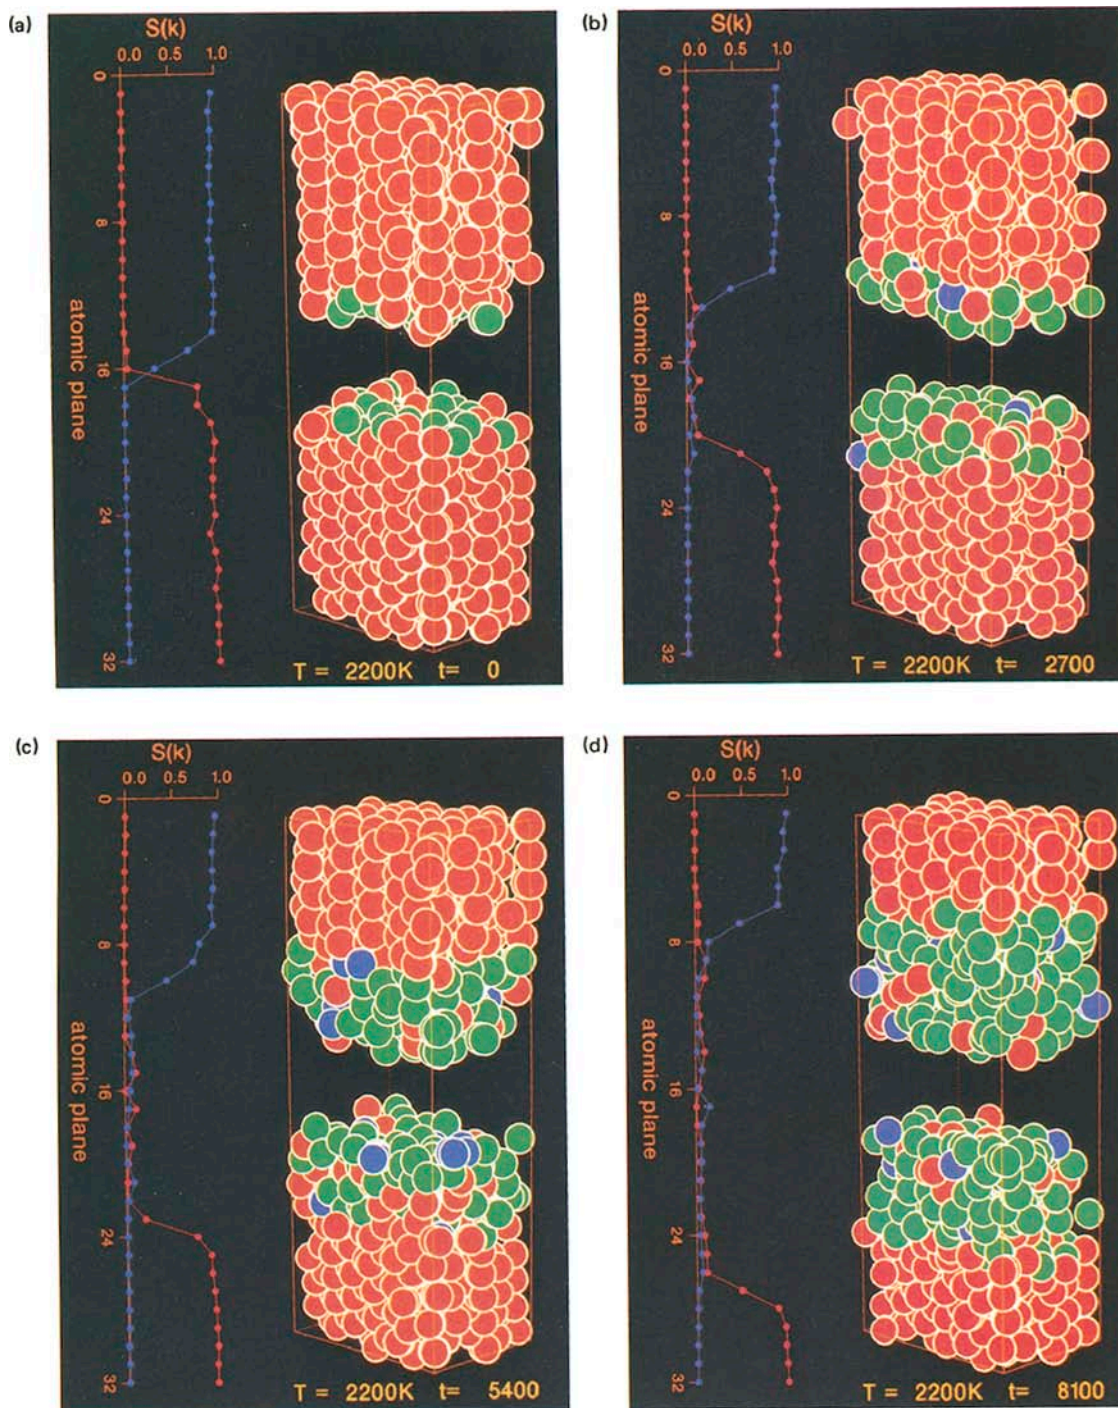 (a)
S(k)
0.0 0.5 1.0
0
8
16
24
32
atomic plane
T = 2200K t= 0
(b)
S(k)
0.0 0.5 1.0
0
8
16
24
32
atomic plane
T = 2200K t= 2700
(c)
S(k)
0.0 0.5 1.0
0
8
16
24
32
atomic plane
T = 2200K t= 5400
(d)
S(k)
0.0 0.5 1.0
0
8
16
24
32
atomic plane
T = 2200K t= 8100